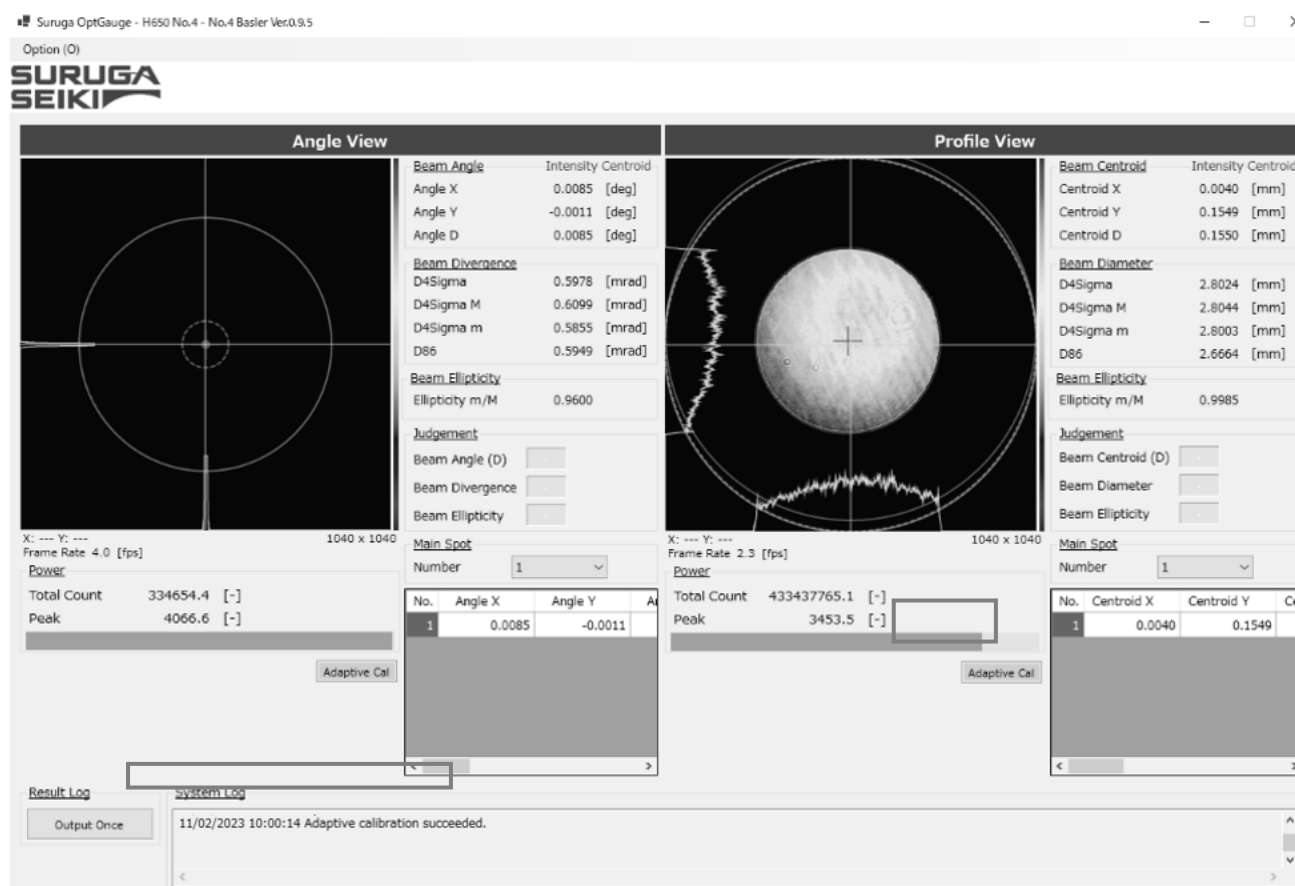 Suruga OptGauge - H650 No.4 - No.4 Basler Ver.0.9.5
Option (O)
SURUGA
SEIKI
Angle View
Beam Angle Intensity Centroid
Angle X 0.0085 [deg]
Angle Y -0.0011 [deg]
Angle D 0.0085 [deg]
Beam Divergence
D4Sigma 0.5978 [mrad]
D4Sigma M 0.6099 [mrad]
D4Sigma m 0.5855 [mrad]
D86 0.5949 [mrad]
Beam Ellipticity
Ellipticity m/M 0.9600
Judgement
Beam Angle (D)
Beam Divergence
Beam Ellipticity
X: --- Y: --- 1040 x 1040
Frame Rate 4.0 [fps]
Power
Total Count 334654.4 [-]
Peak 4066.6 [-]
Adaptive Cal
Main Spot
Number 1
No. Angle X Angle Y
1 0.0085 -0.0011
Profile View
Beam Centroid Intensity Centroid
Centroid X 0.0040 [mm]
Centroid Y 0.1549 [mm]
Centroid D 0.1550 [mm]
Beam Diameter
D4Sigma 2.8024 [mm]
D4Sigma M 2.8044 [mm]
D4Sigma m 2.8003 [mm]
D86 2.6664 [mm]
Beam Ellipticity
Ellipticity m/M 0.9985
Judgement
Beam Centroid (D)
Beam Diameter
Beam Ellipticity
X: --- Y: --- 1040 x 1040
Frame Rate 2.3 [fps]
Power
Total Count 433437765.1 [-]
Peak 3453.5 [-]
Adaptive Cal
Main Spot
Number 1
No. Centroid X Centroid Y
1 0.0040 0.1549
Result Log
Output Once
System Log
11/02/2023 10:00:14 Adaptive calibration succeeded.